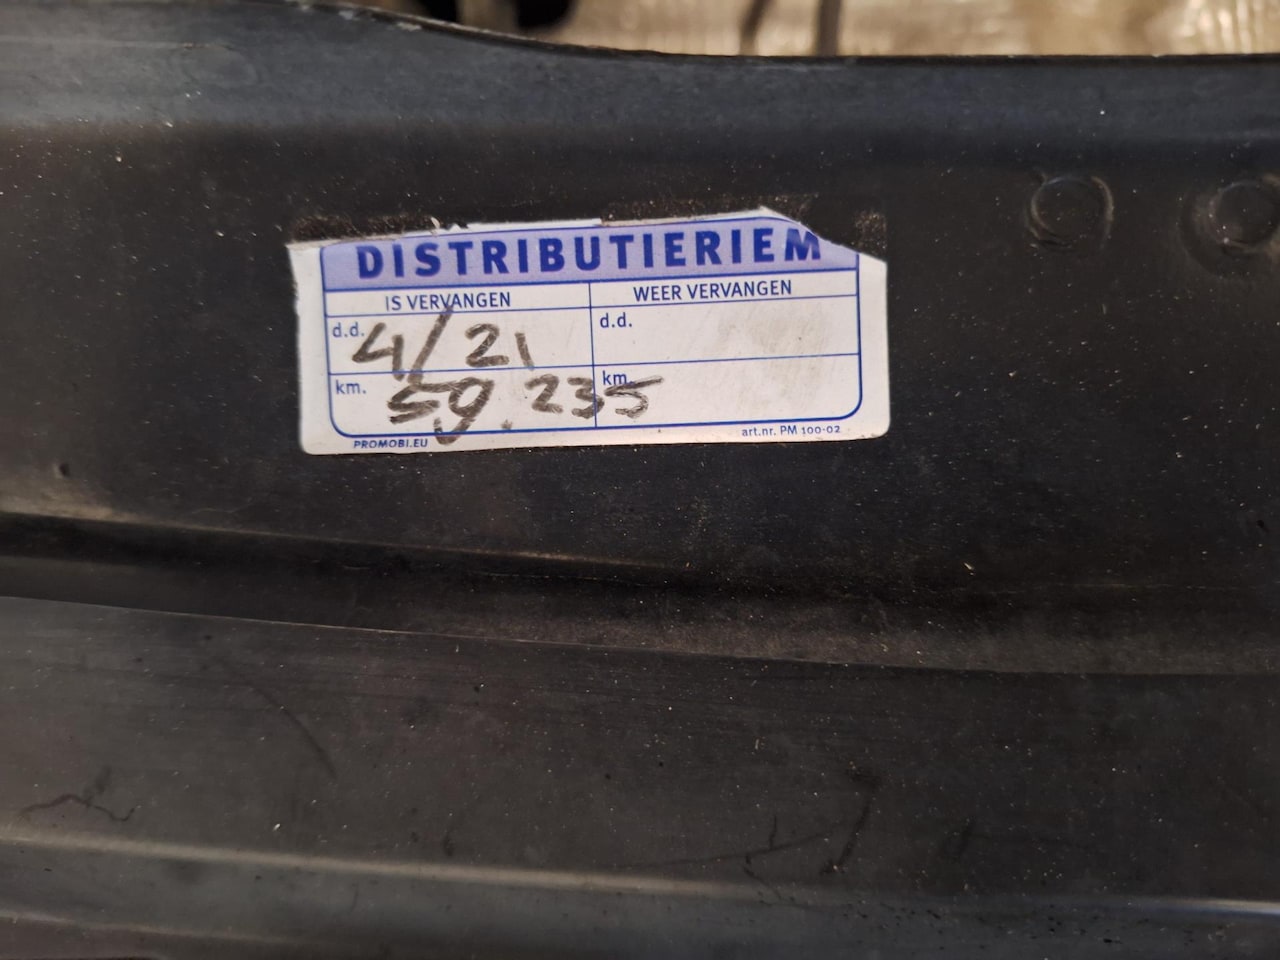 DISTRIBUTIERIEM
IS VERVANGEN WEER VERVANGEN
d.d. 4/21 d.d.
km. 59.235 km.
PROMOBI.EU art.nr. PM 100-02